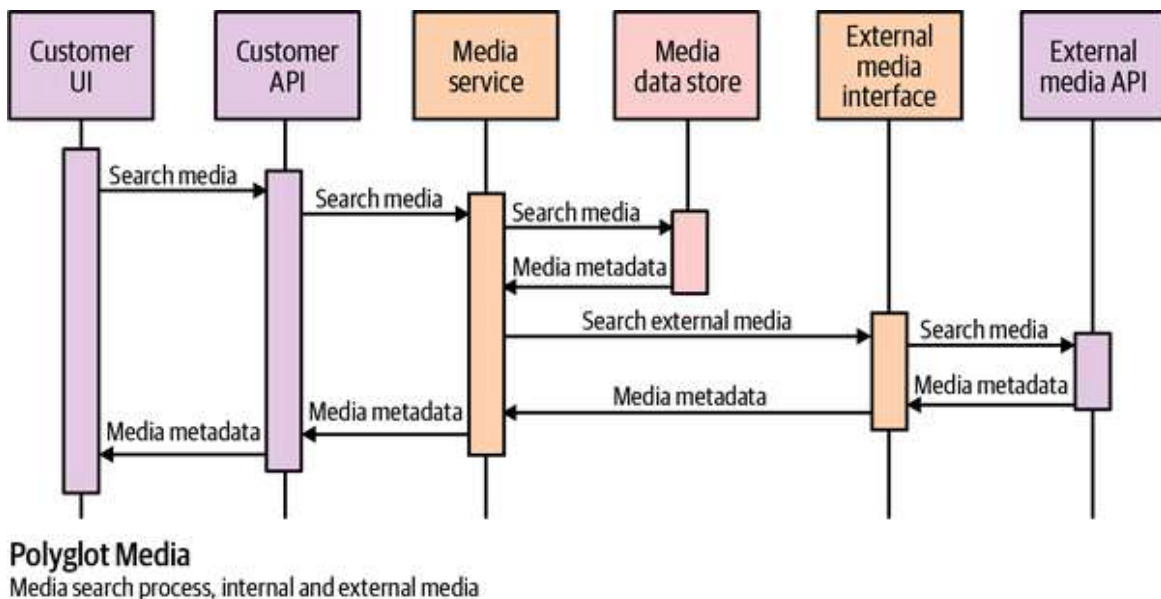 Customer
UI
Customer
API
Media
service
Media
data store
External
media
interface
External
media API
Search media
Search media
Search media
Media metadata
Search external media
Search media
Media metadata
Media metadata
Media metadata
Media metadata
Polyglot Media
Media search process, internal and external media